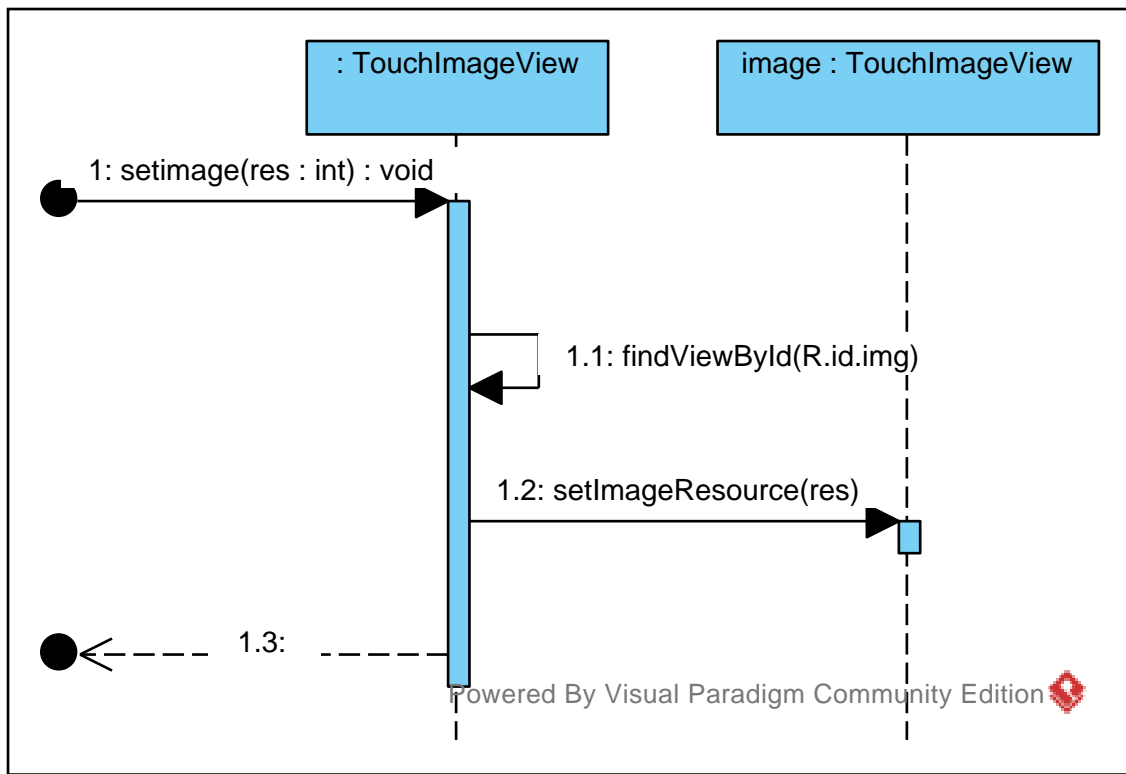 : TouchImageView
image : TouchImageView
1: setimage(res : int) : void
1.1: findViewById(R.id.img)
1.2: setImageResource(res)
1.3:
Powered By Visual Paradigm Community Edition